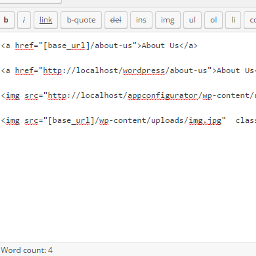 b i link b-quote del ins img ul ol li
<a href="[base_url]/about-us">About Us</a>
<a href="http://localhost/wordpress/about-us">About Us<
<img src="http://localhost/appconfigurator/wp-content/
<img src="[base_url]/wp-content/uploads/img.jpg" clas
Word count: 4